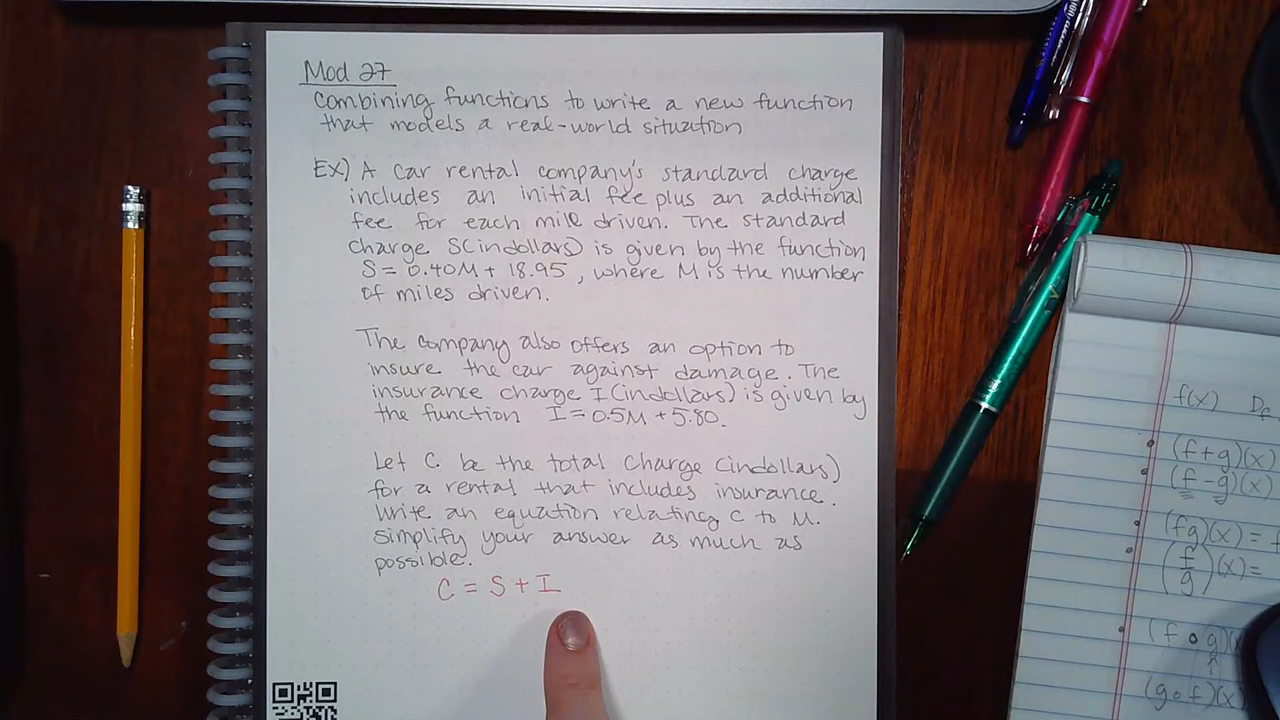 Mod 27
Combining functions to write a new function
that models a real-world situation
Ex) A car rental company's standard charge
includes an initial fee plus an additional
fee for each mile driven. The standard
charge S(in dollars) is given by the function
S = 0.40M + 18.95, where M is the number
of miles driven.
The company also offers an option to
insure the car against damage. The
insurance charge I (in dollars) is given by
the function I = 0.5M + 5.80.
Let C be the total charge (in dollars)
for a rental that includes insurance.
Write an equation relating C to M.
simplify your answer as much as
possible.
C = S + I
f(x) Df
(f+g)(x)
(f-g)(x)
(fg)(x) =
(f/g)(x) =
(f∘g)(x
(g∘f)(x)